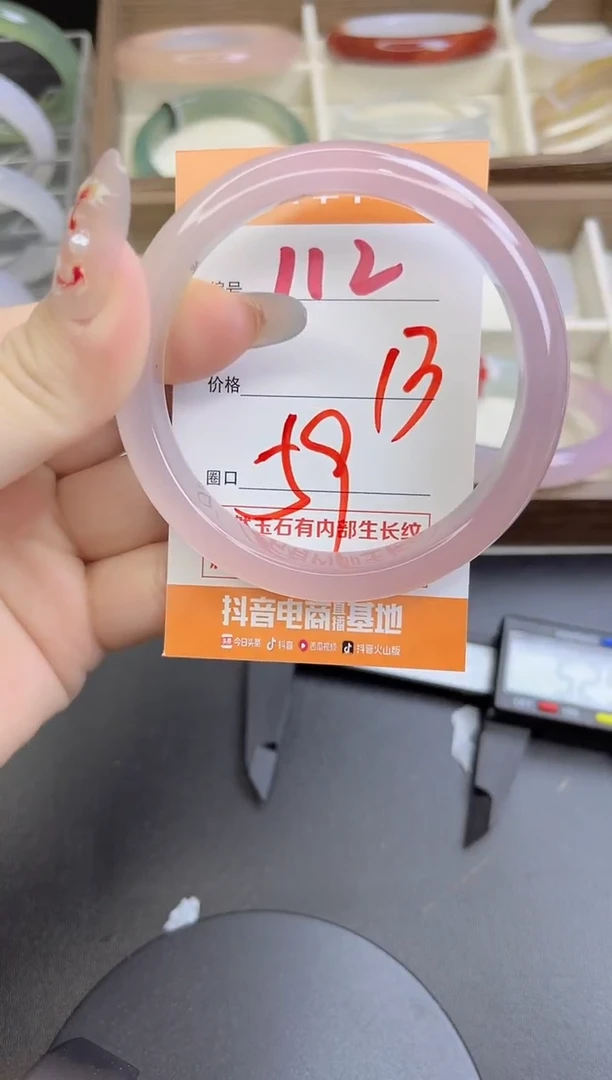 编号 112
价格 13
圈口 59
玉石有内部生长纹
抖音电商直播基地
今日头条 抖音 西瓜视频 抖音火山版